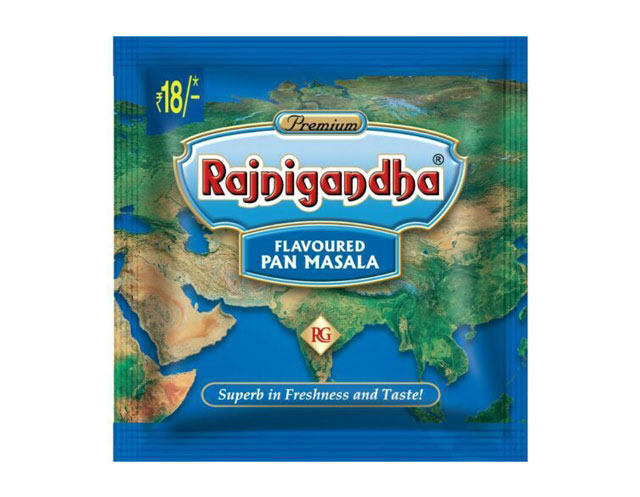 ₹18/-*
Premium
Rajnigandha®
FLAVOURED
PAN MASALA
RG
Superb in Freshness and Taste!